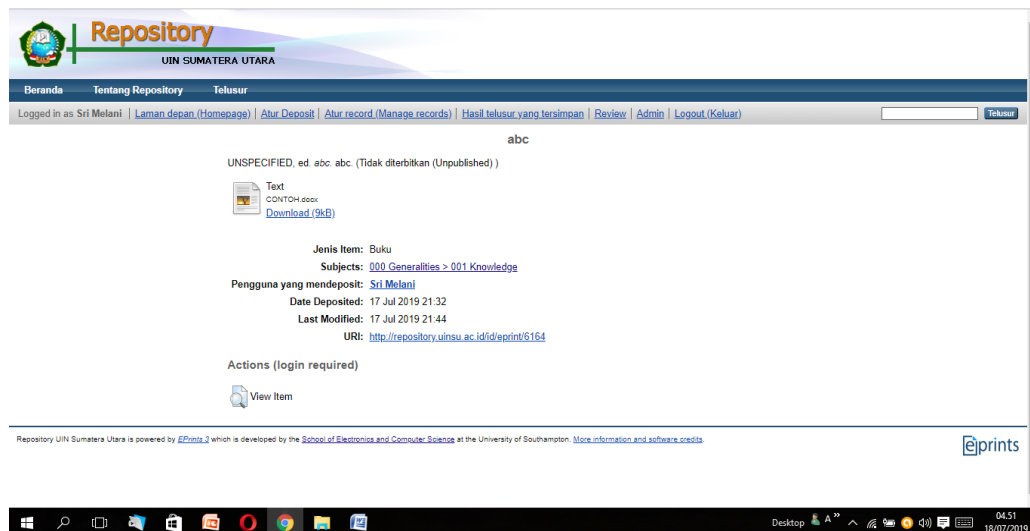 Repository
UIN SUMATERA UTARA
Beranda Tentang Repository Telusur
Logged in as Sri Melani | Laman depan (Homepage) | Atur Deposit | Atur record (Manage records) | Hasil telusur yang tersimpan | Review | Admin | Logout (Keluar) Telusur
abc
UNSPECIFIED, ed. abc. abc. (Tidak diterbitkan (Unpublished) )
Text
CONTOH.docx
Download (9kB)
Jenis Item: Buku
Subjects: 000 Generalities > 001 Knowledge
Pengguna yang mendeposit: Sri Melani
Date Deposited: 17 Jul 2019 21:32
Last Modified: 17 Jul 2019 21:44
URI: http://repository.uinsu.ac.id/id/eprint/6164
Actions (login required)
View Item
Repository UIN Sumatera Utara is powered by EPrints 3 which is developed by the School of Electronics and Computer Science at the University of Southampton. More information and software credits.
eprints
Desktop A » 04.51
18/07/2019